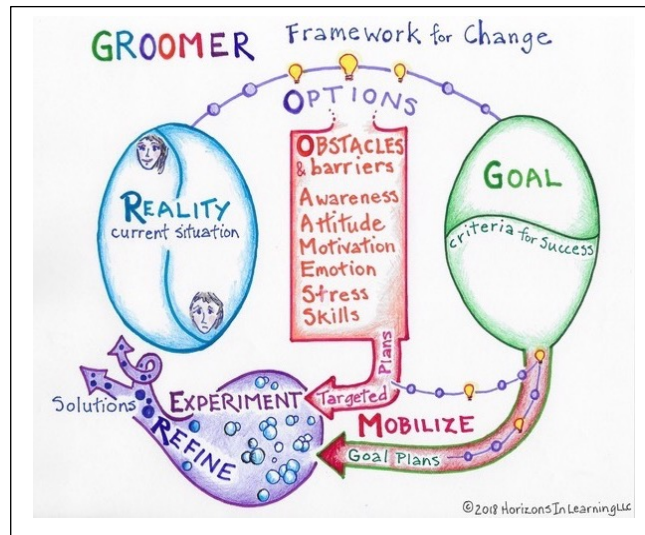 GROOMER Framework for Change
OPTIONS
REALITY
current situation
OBSTACLES
& barriers
Awareness
Attitude
Motivation
Emotion
Stress
Skills
GOAL
criteria for success
Plans
Targeted
EXPERIMENT
REFINE
Solutions
MOBILIZE
Goal Plans
©2018 HorizonsInLearningLLC